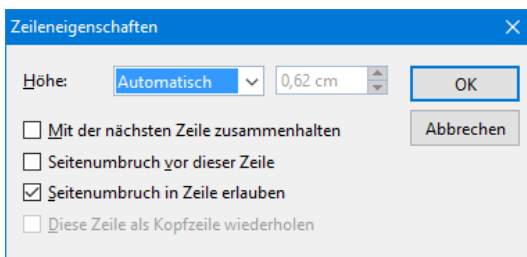 Zeileneigenschaften
Höhe: Automatisch 0,62 cm OK
Mit der nächsten Zeile zusammenhalten Abbrechen
Seitenumbruch vor dieser Zeile
Seitenumbruch in Zeile erlauben
Diese Zeile als Kopfzeile wiederholen